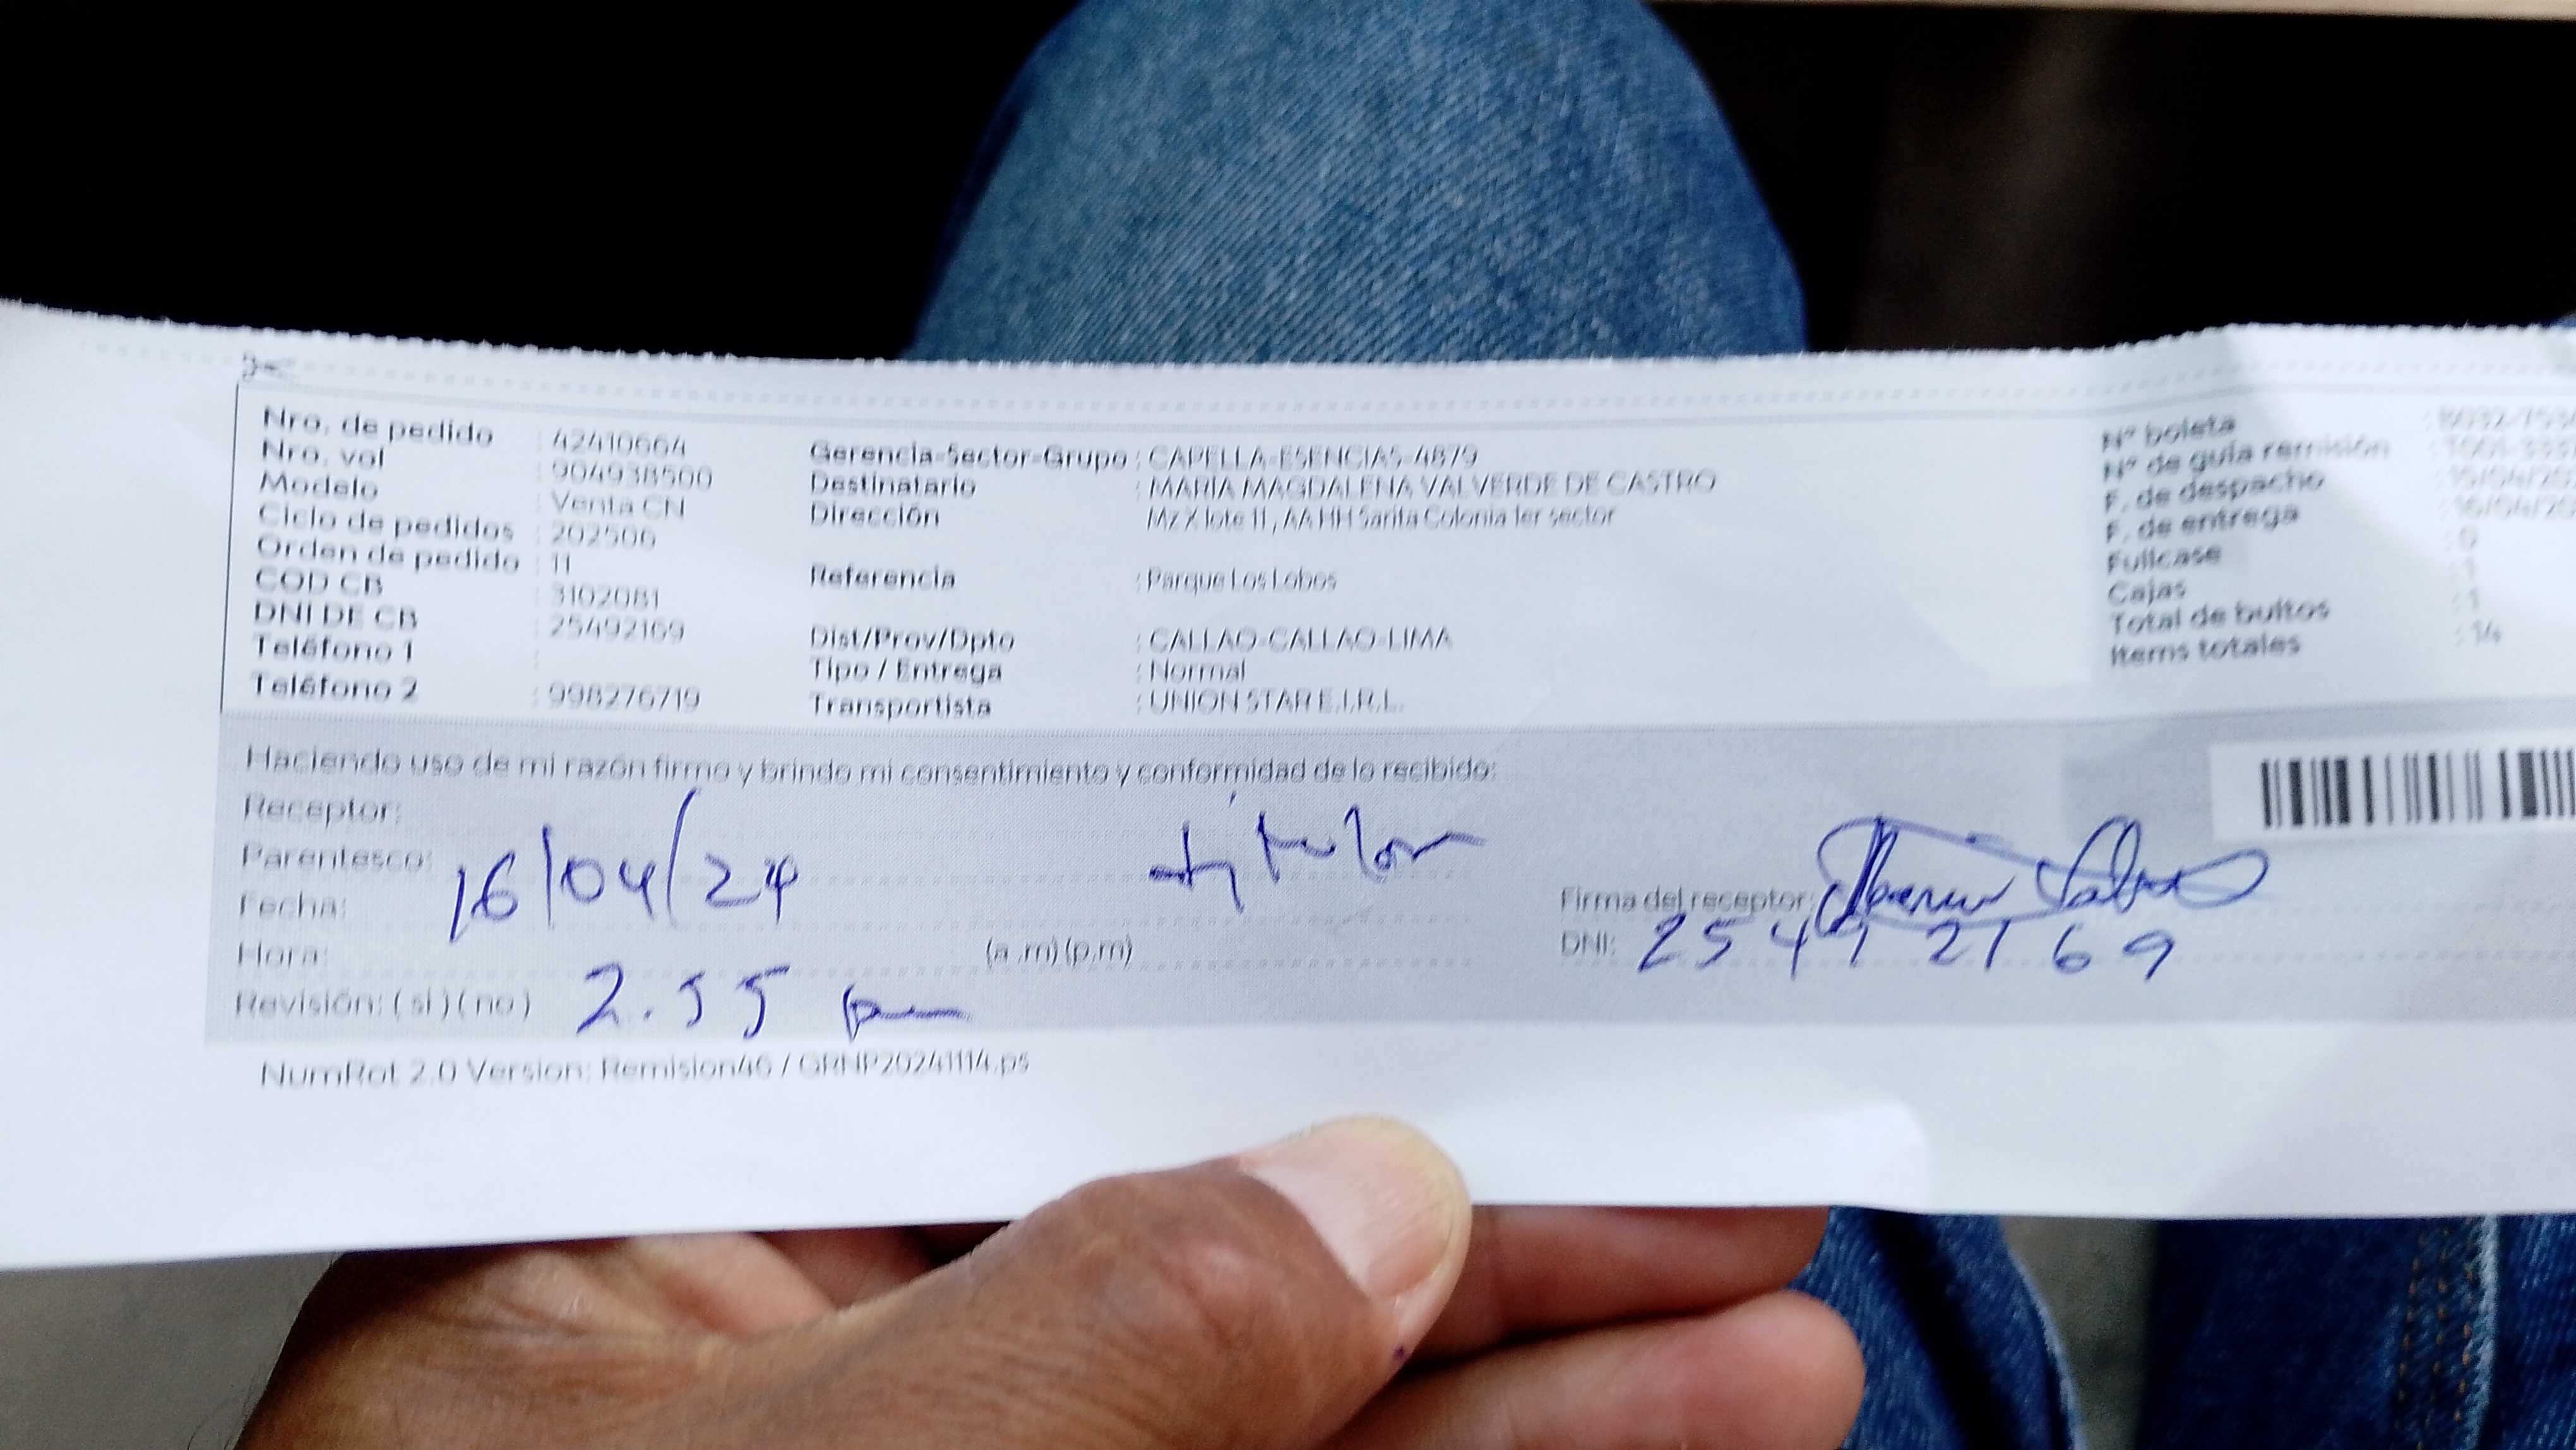 Nro. de pedido : 42410664
Nro. vol : 904938500
Modelo : Venta CN
Ciclo de pedidos : 202506
Orden de pedido : 11
COD CB : 3102081
DNI DE CB : 25492169
Teléfono 1 :
Teléfono 2 : 998276719
Gerencia-Sector-Grupo : CAPELLA-ESENCIAS-4879
Destinatario : MARIA MAGDALENA VALVERDE DE CASTRO
Dirección Mz X lote 11, AA HH Sarita Colonia 1er sector
Referencia : Parque Los Lobos
Dist/Prov/Dpto : CALLAO-CALLAO-LIMA
Tipo / Entrega : Normal
Transportista : UNION STAR E.I.R.L.
N° boleta
N° de guía remisión
F. de despacho
F. de entrega
Fullcase : 0
Cajas : 1
Total de bultos : 1
Items totales : 14
Haciendo uso de mi razón firmo y brindo mi consentimiento y conformidad de lo recibido:
Receptor:
Parentesco: titular
Fecha: 16/04/24
Hora: (a.m) (p.m)
Revisión: ( si ) ( no ) 2.55 pm
Firma del receptor:
DNI: 25492169
NumRot 2.0 Version: Remision46 / GRNP20241114.ps